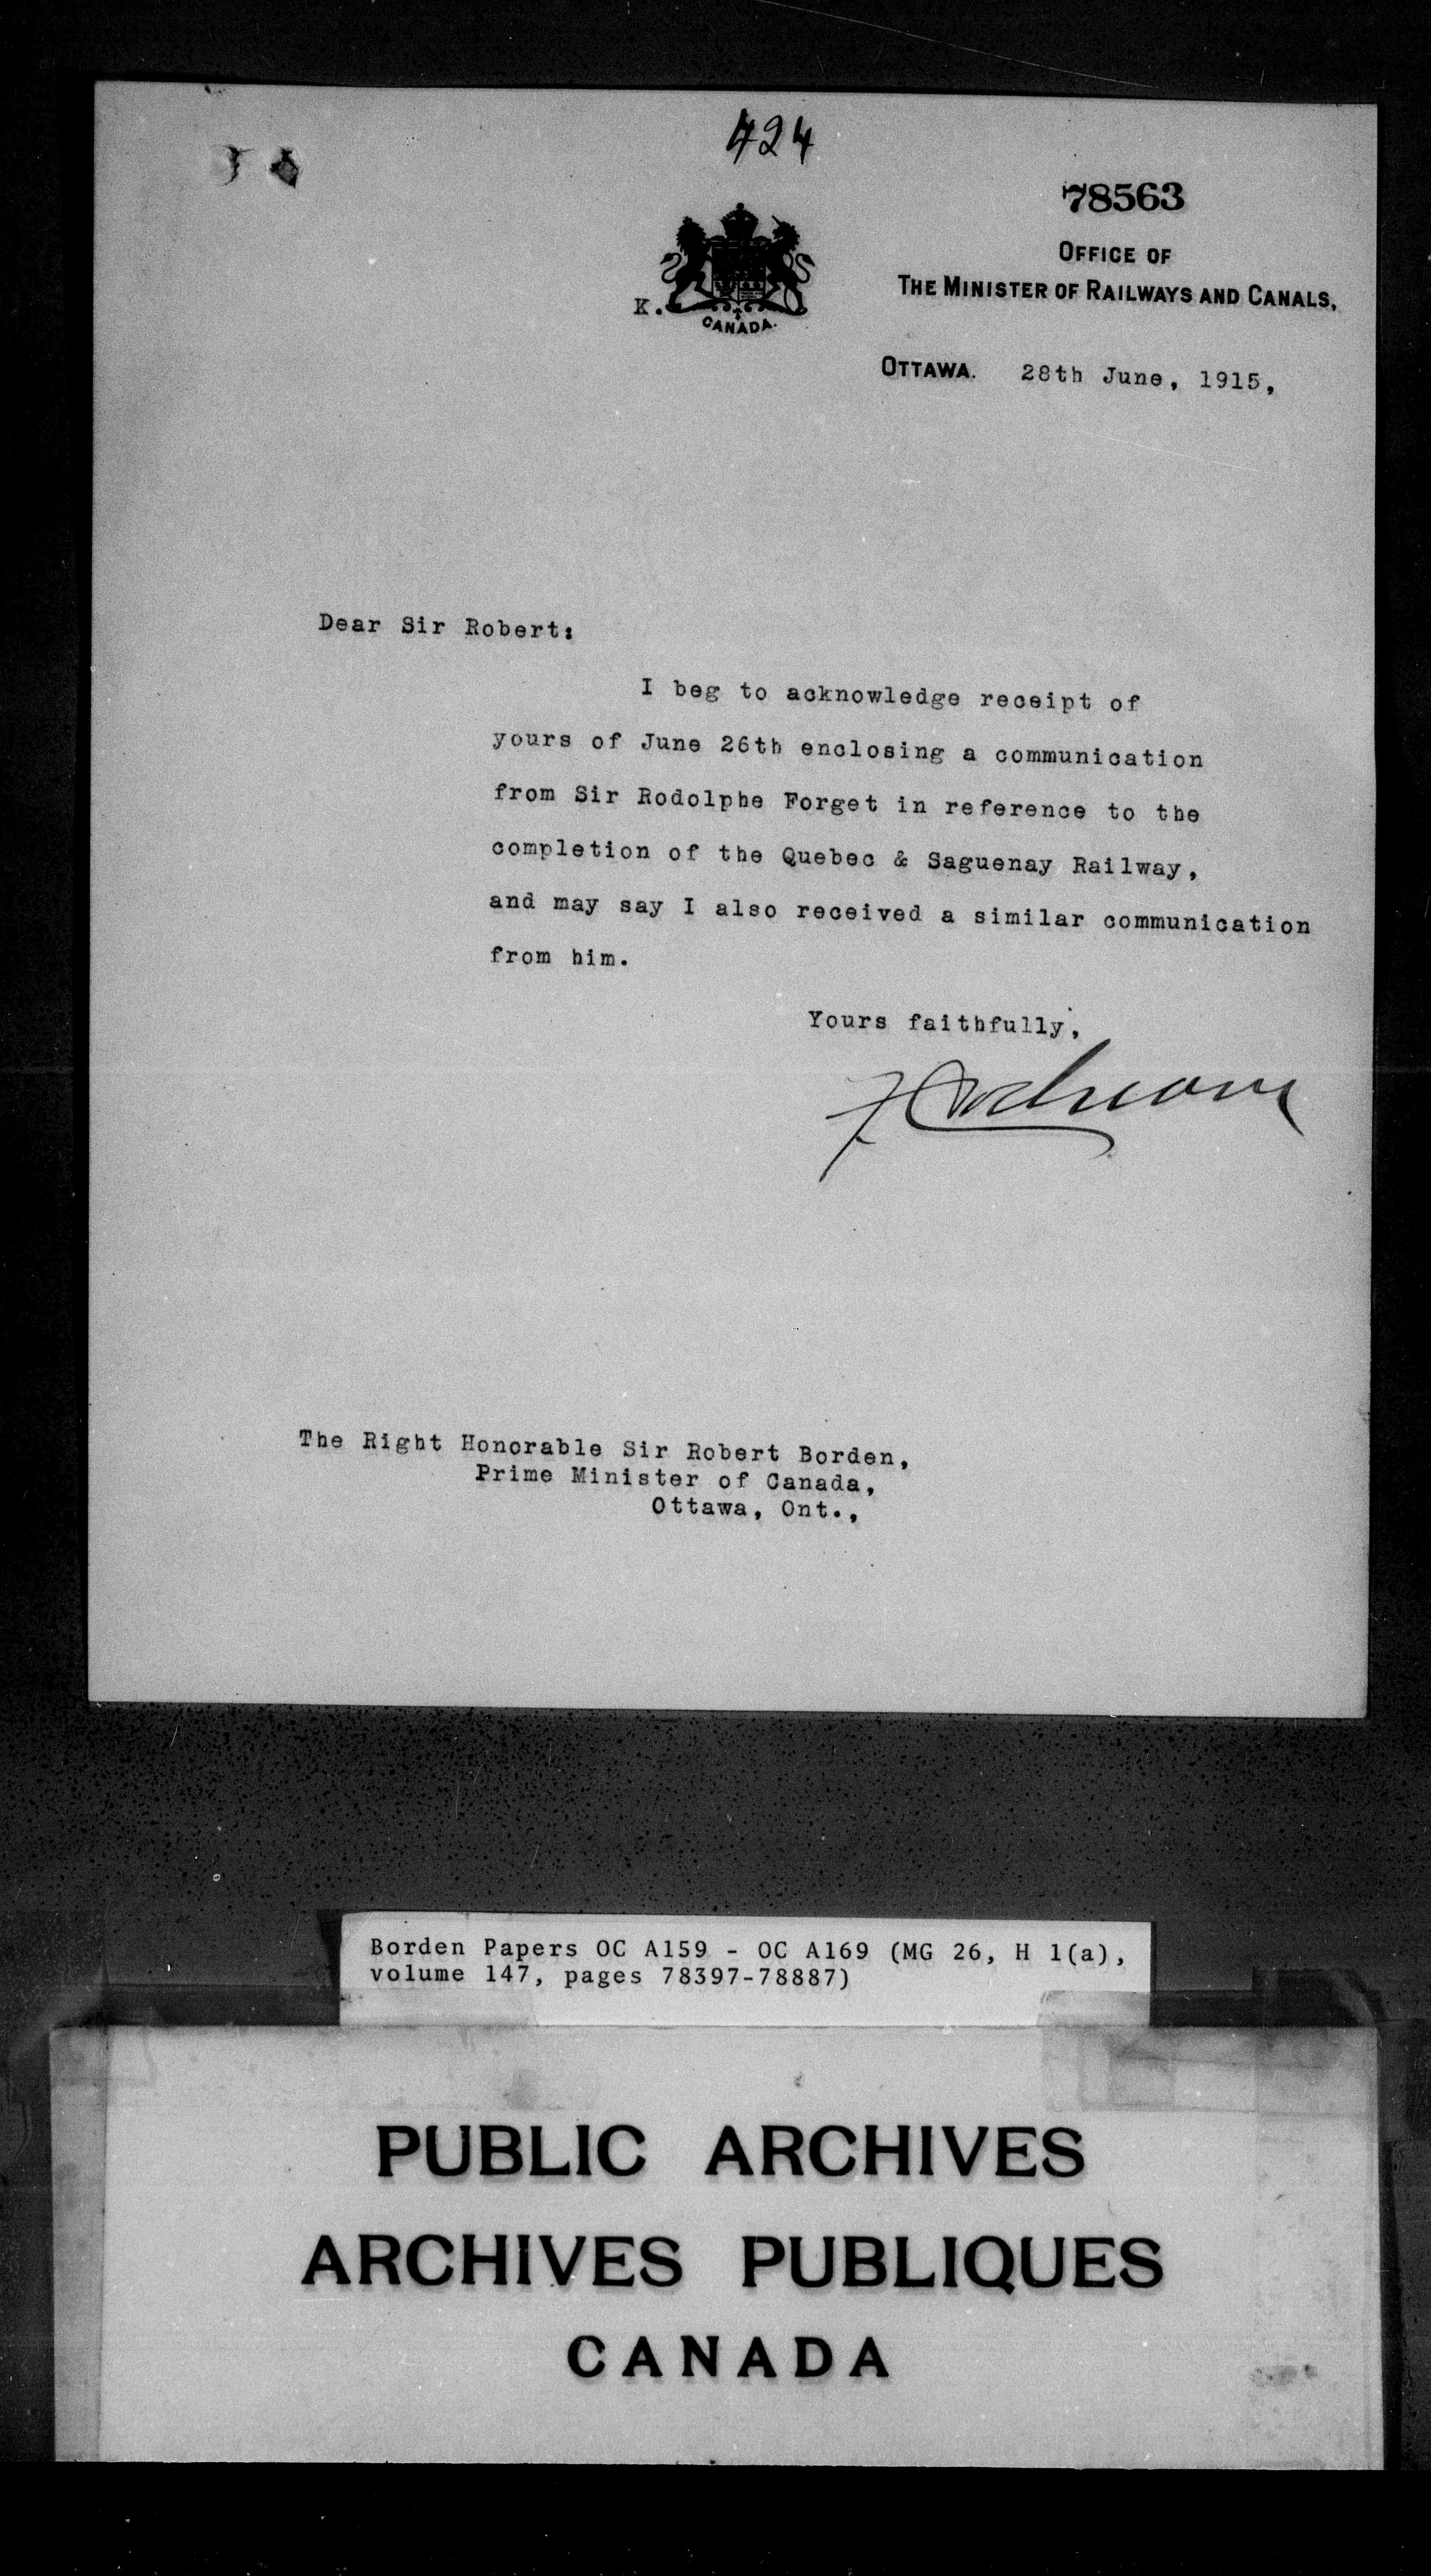 424
78563
OFFICE OF
THE MINISTER OF RAILWAYS AND CANALS,
K.
CANADA.
OTTAWA. 28th June, 1915,
Dear Sir Robert:
I beg to acknowledge receipt of
yours of June 26th enclosing a communication
from Sir Rodolphe Forget in reference to the
completion of the Quebec & Saguenay Railway,
and may say I also received a similar communication
from him.
Yours faithfully,
The Right Honorable Sir Robert Borden,
Prime Minister of Canada,
Ottawa, Ont.,
Borden Papers OC A159 - OC A169 (MG 26, H 1(a),
volume 147, pages 78397-78887)
PUBLIC ARCHIVES
ARCHIVES PUBLIQUES
CANADA